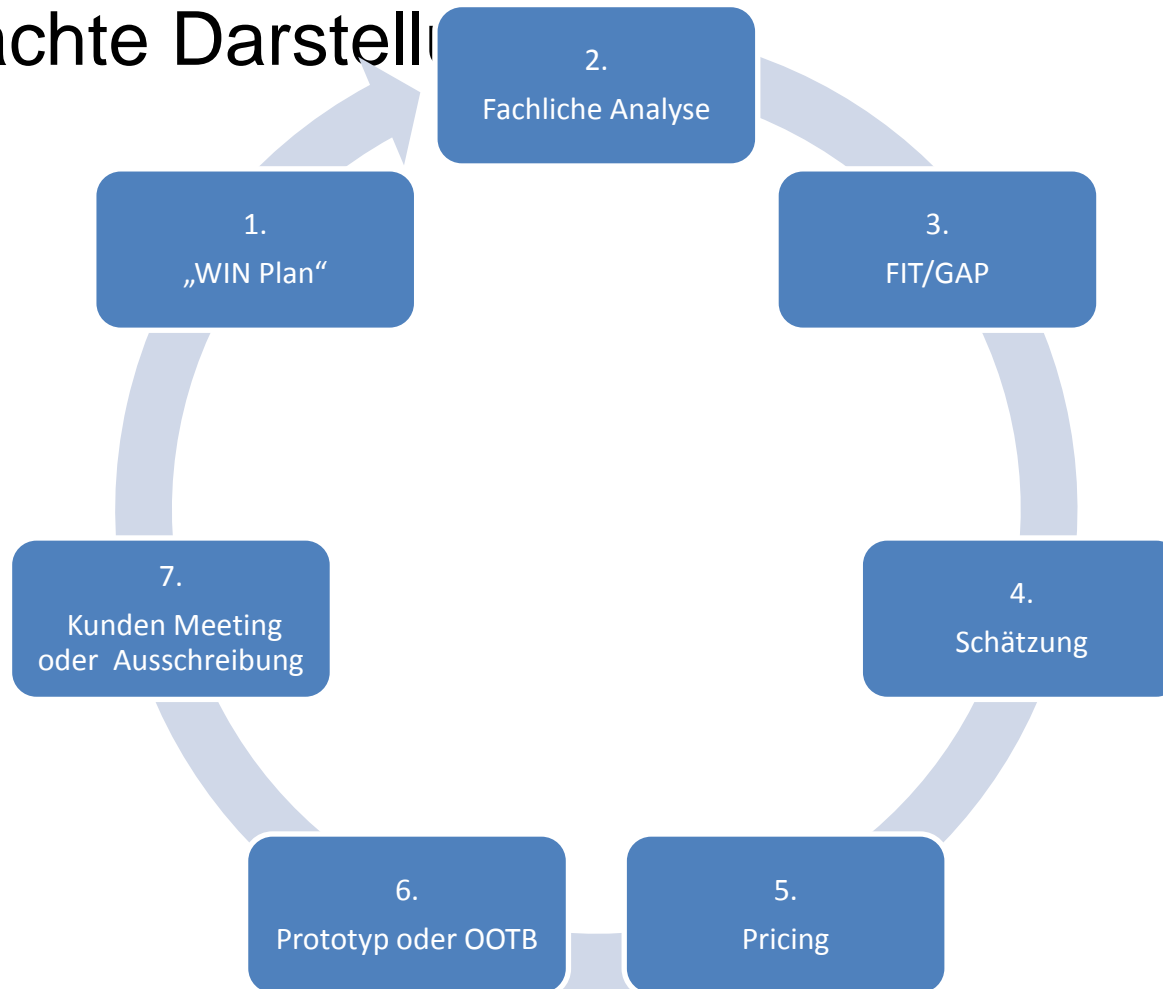 achte Darstell
2.
Fachliche Analyse
1.
„WIN Plan“
3.
FIT/GAP
7.
Kunden Meeting
oder  Ausschreibung
4.
Schätzung
6.
Prototyp oder OOTB
5.
Pricing